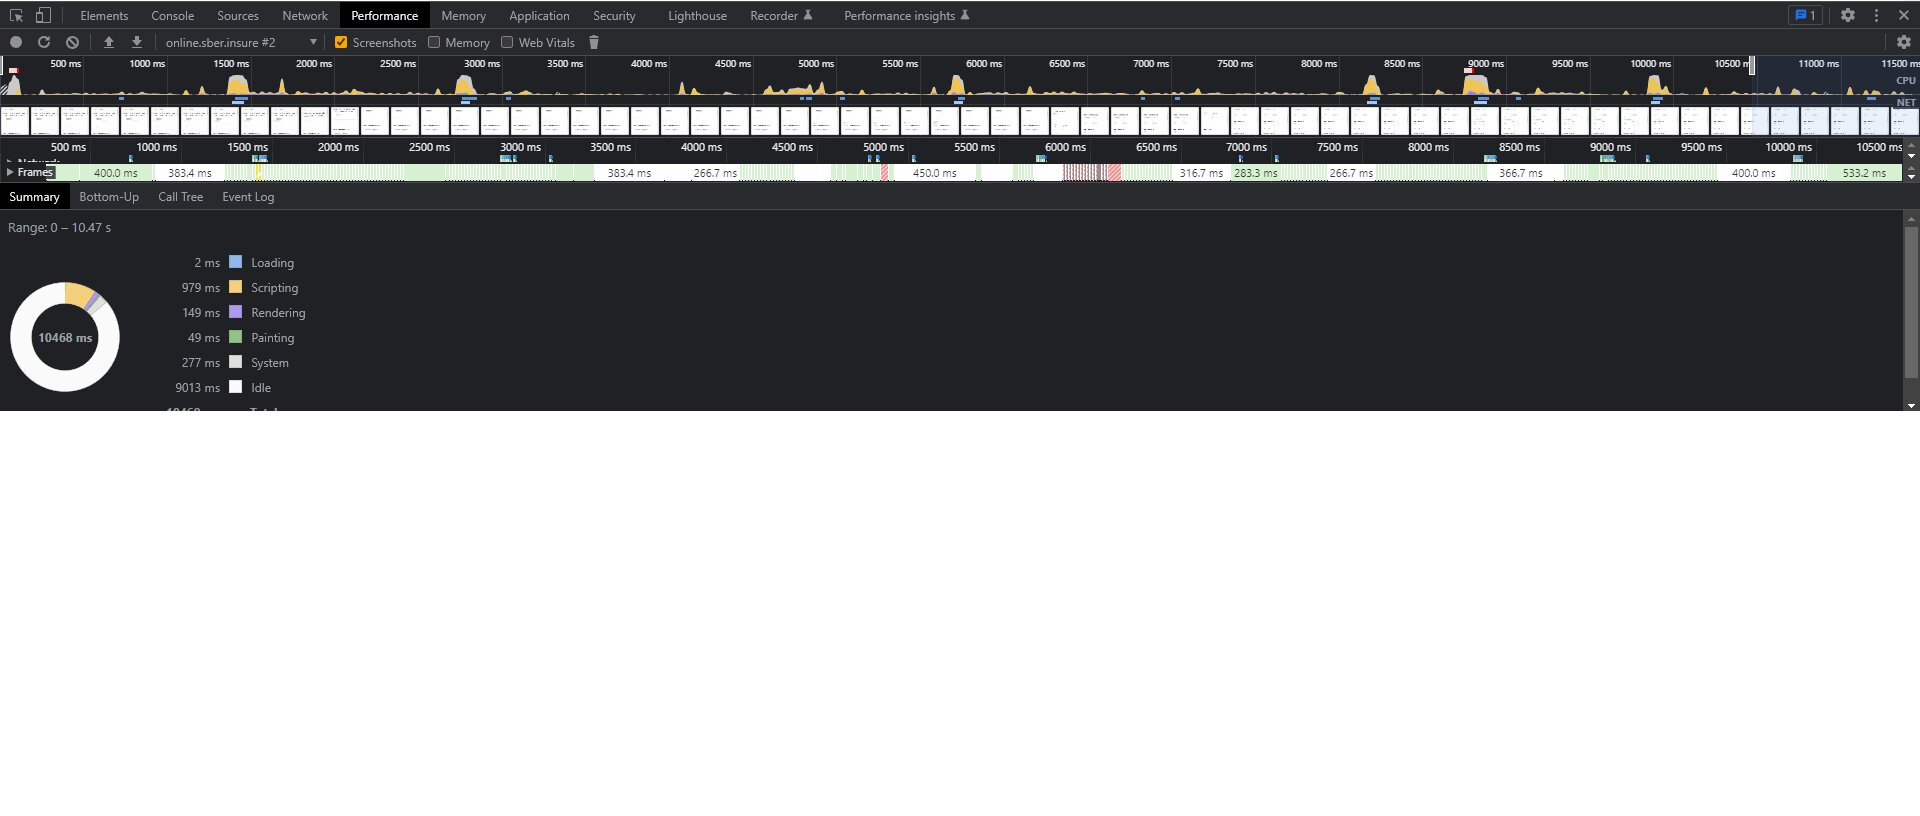 Elements Console Sources Network Performance Memory Application Security Lighthouse Recorder Performance insights 1
online.sber.insure #2 Screenshots Memory Web Vitals
500 ms 1000 ms 1500 ms 2000 ms 2500 ms 3000 ms 3500 ms 4000 ms 4500 ms 5000 ms 5500 ms 6000 ms 6500 ms 7000 ms 7500 ms 8000 ms 8500 ms 9000 ms 9500 ms 10000 ms 10500 m 11000 ms 11500 ms
CPU
NET
500 ms 1000 ms 1500 ms 2000 ms 2500 ms 3000 ms 3500 ms 4000 ms 4500 ms 5000 ms 5500 ms 6000 ms 6500 ms 7000 ms 7500 ms 8000 ms 8500 ms 9000 ms 9500 ms 10000 ms 10500 ms
Network
Frames 400.0 ms 383.4 ms 383.4 ms 266.7 ms 450.0 ms 316.7 ms 283.3 ms 266.7 ms 366.7 ms 400.0 ms 533.2 ms
Summary Bottom-Up Call Tree Event Log
Range: 0 – 10.47 s
2 ms Loading
979 ms Scripting
149 ms Rendering
10468 ms 49 ms Painting
277 ms System
9013 ms Idle